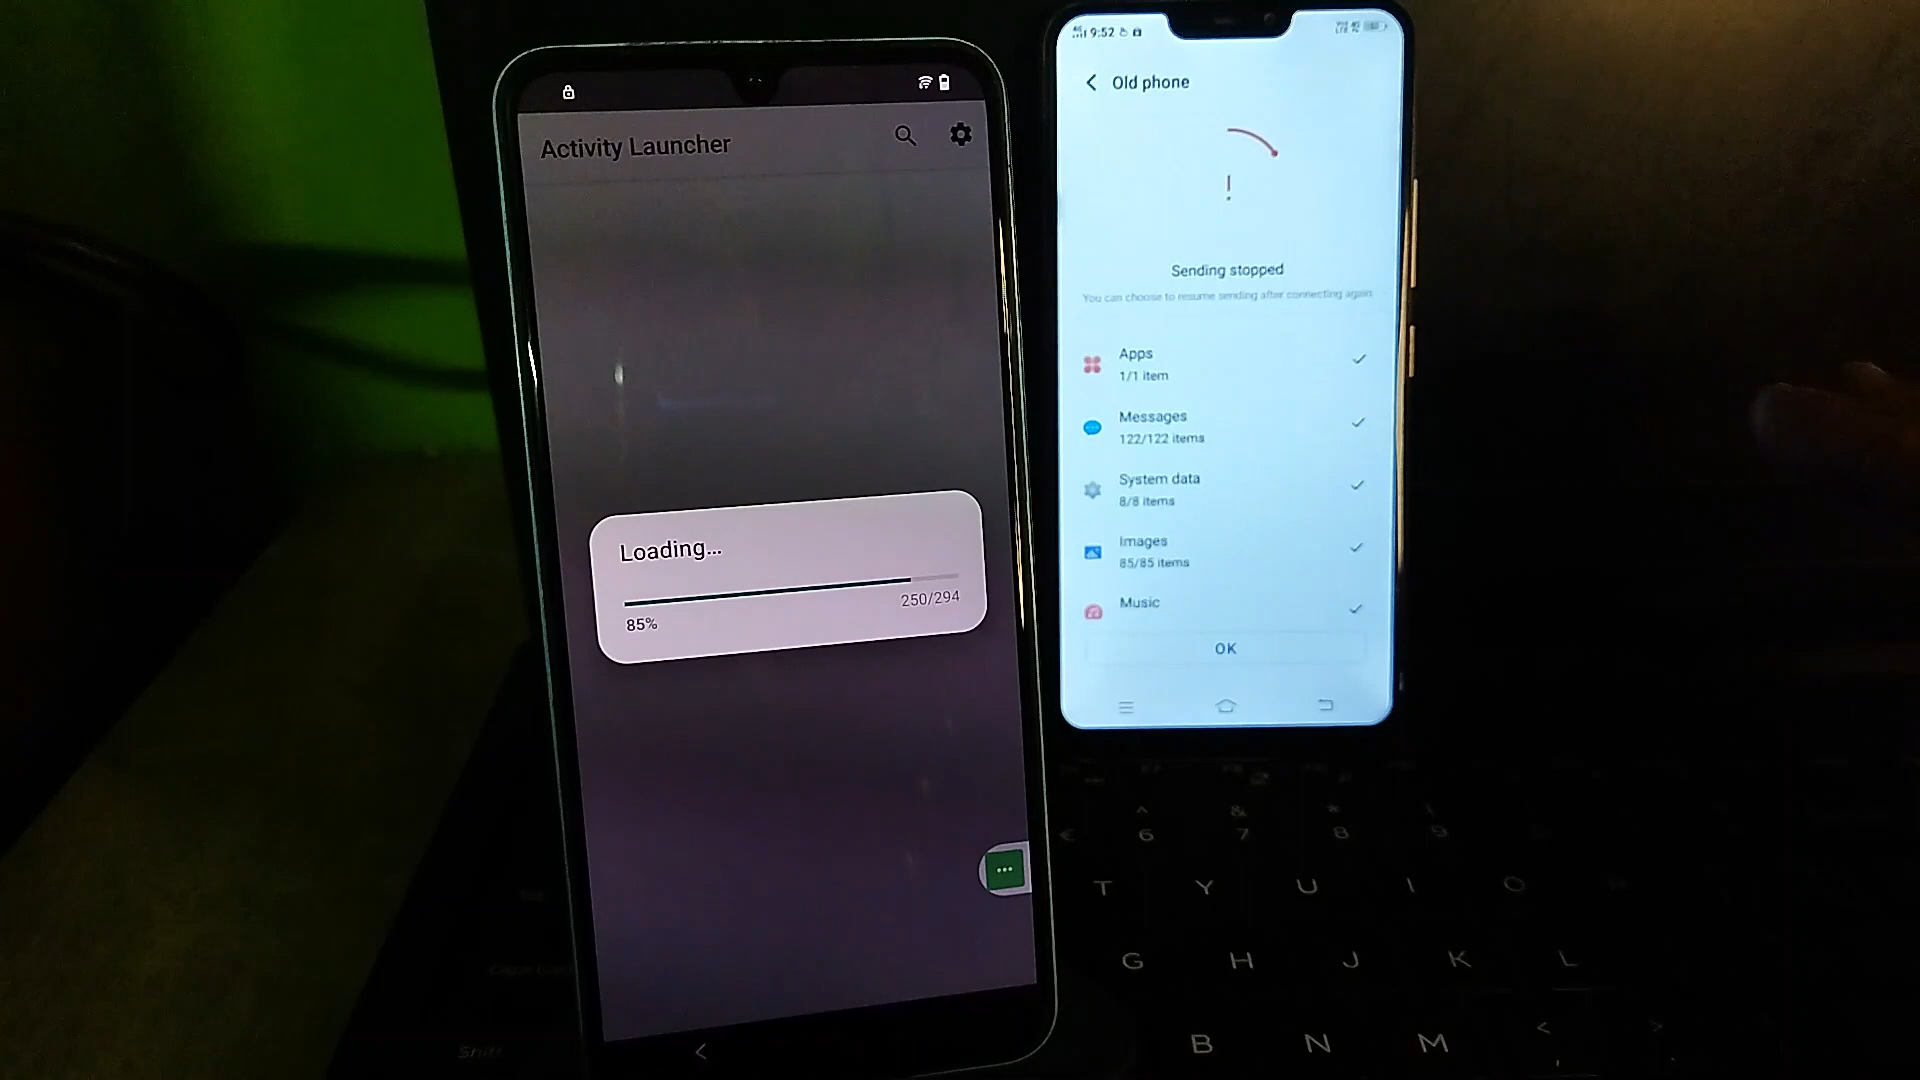 Activity Launcher
Loading...
250/294
85%
9:52
Old phone
!
Sending stopped
You can choose to resume sending after connecting again
Apps
1/1 item
Messages
122/122 items
System data
8/8 items
Images
85/85 items
Music
OK
^ & * (
€ 6 7 8 9
T Y U I O
G H J K L
B N M < >
,
Shift